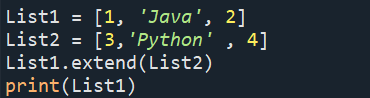 List1 = [1, 'Java', 2]
List2 = [3,'Python' , 4]
List1.extend(List2)
print(List1)